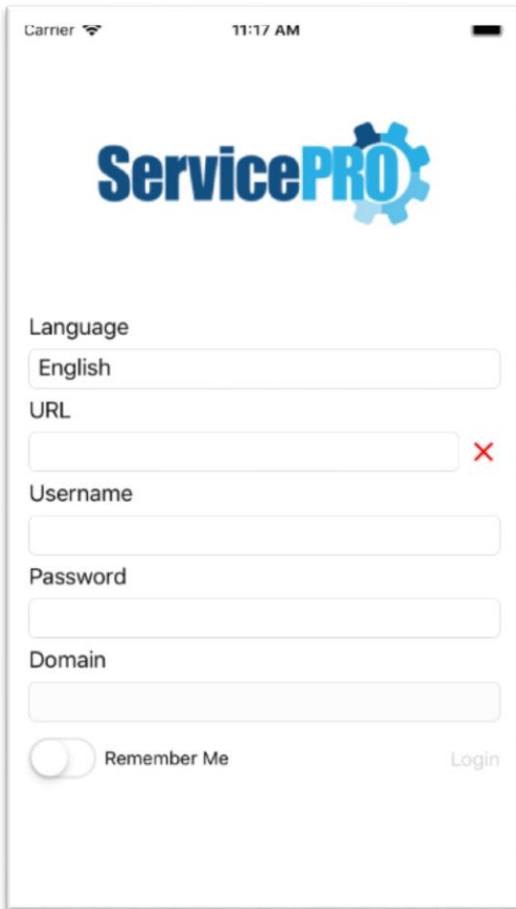 Carrier 11:17 AM
ServicePRO
Language
English
URL
Username
Password
Domain
Remember Me Login